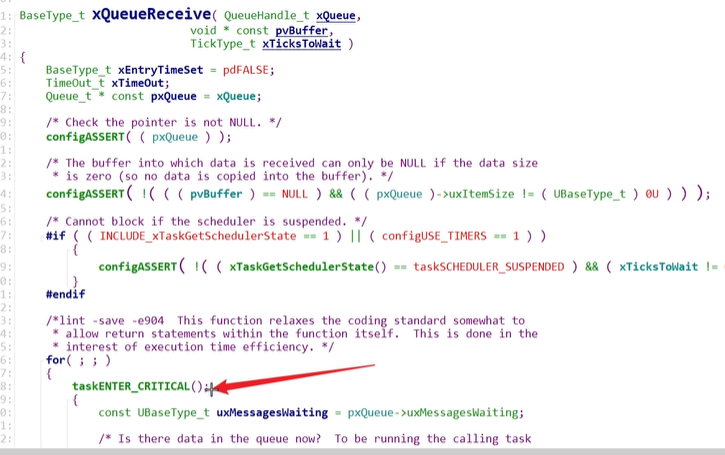 1: BaseType_t xQueueReceive( QueueHandle_t xQueue,
2: void * const pvBuffer,
3: TickType_t xTicksToWait )
4: {
5: BaseType_t xEntryTimeSet = pdFALSE;
6: TimeOut_t xTimeOut;
7: Queue_t * const pxQueue = xQueue;
8:
9: /* Check the pointer is not NULL. */
0: configASSERT( ( pxQueue ) );
1:
2: /* The buffer into which data is received can only be NULL if the data size
3: * is zero (so no data is copied into the buffer). */
4: configASSERT( !( ( ( pvBuffer ) == NULL ) && ( ( pxQueue )->uxItemSize != ( UBaseType_t ) 0U ) ) );
5:
6: /* Cannot block if the scheduler is suspended. */
7: #if ( ( INCLUDE_xTaskGetSchedulerState == 1 ) || ( configUSE_TIMERS == 1 ) )
8: {
9: configASSERT( !( ( xTaskGetSchedulerState() == taskSCHEDULER_SUSPENDED ) && ( xTicksToWait !=
0: }
1: #endif
2:
3: /*lint -save -e904 This function relaxes the coding standard somewhat to
4: * allow return statements within the function itself. This is done in the
5: * interest of execution time efficiency. */
6: for( ; ; )
7: {
8: taskENTER_CRITICAL();
9: {
0: const UBaseType_t uxMessagesWaiting = pxQueue->uxMessagesWaiting;
1:
2: /* Is there data in the queue now? To be running the calling task